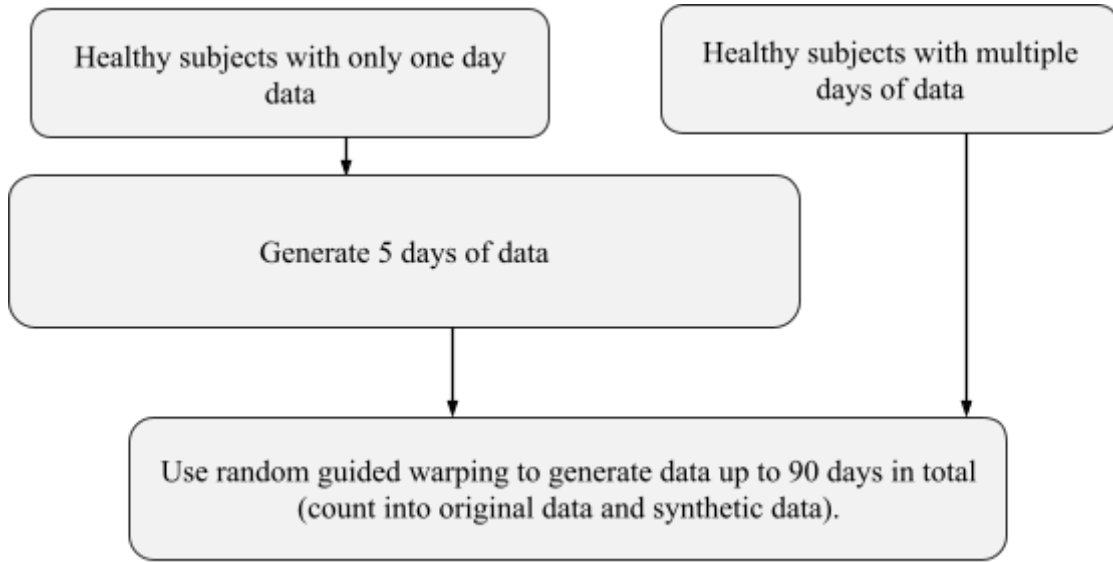 Healthy subjects with only one day
data
Healthy subjects with multiple
days of data
Generate 5 days of data
Use random guided warping to generate data up to 90 days in total
(count into original data and synthetic data).